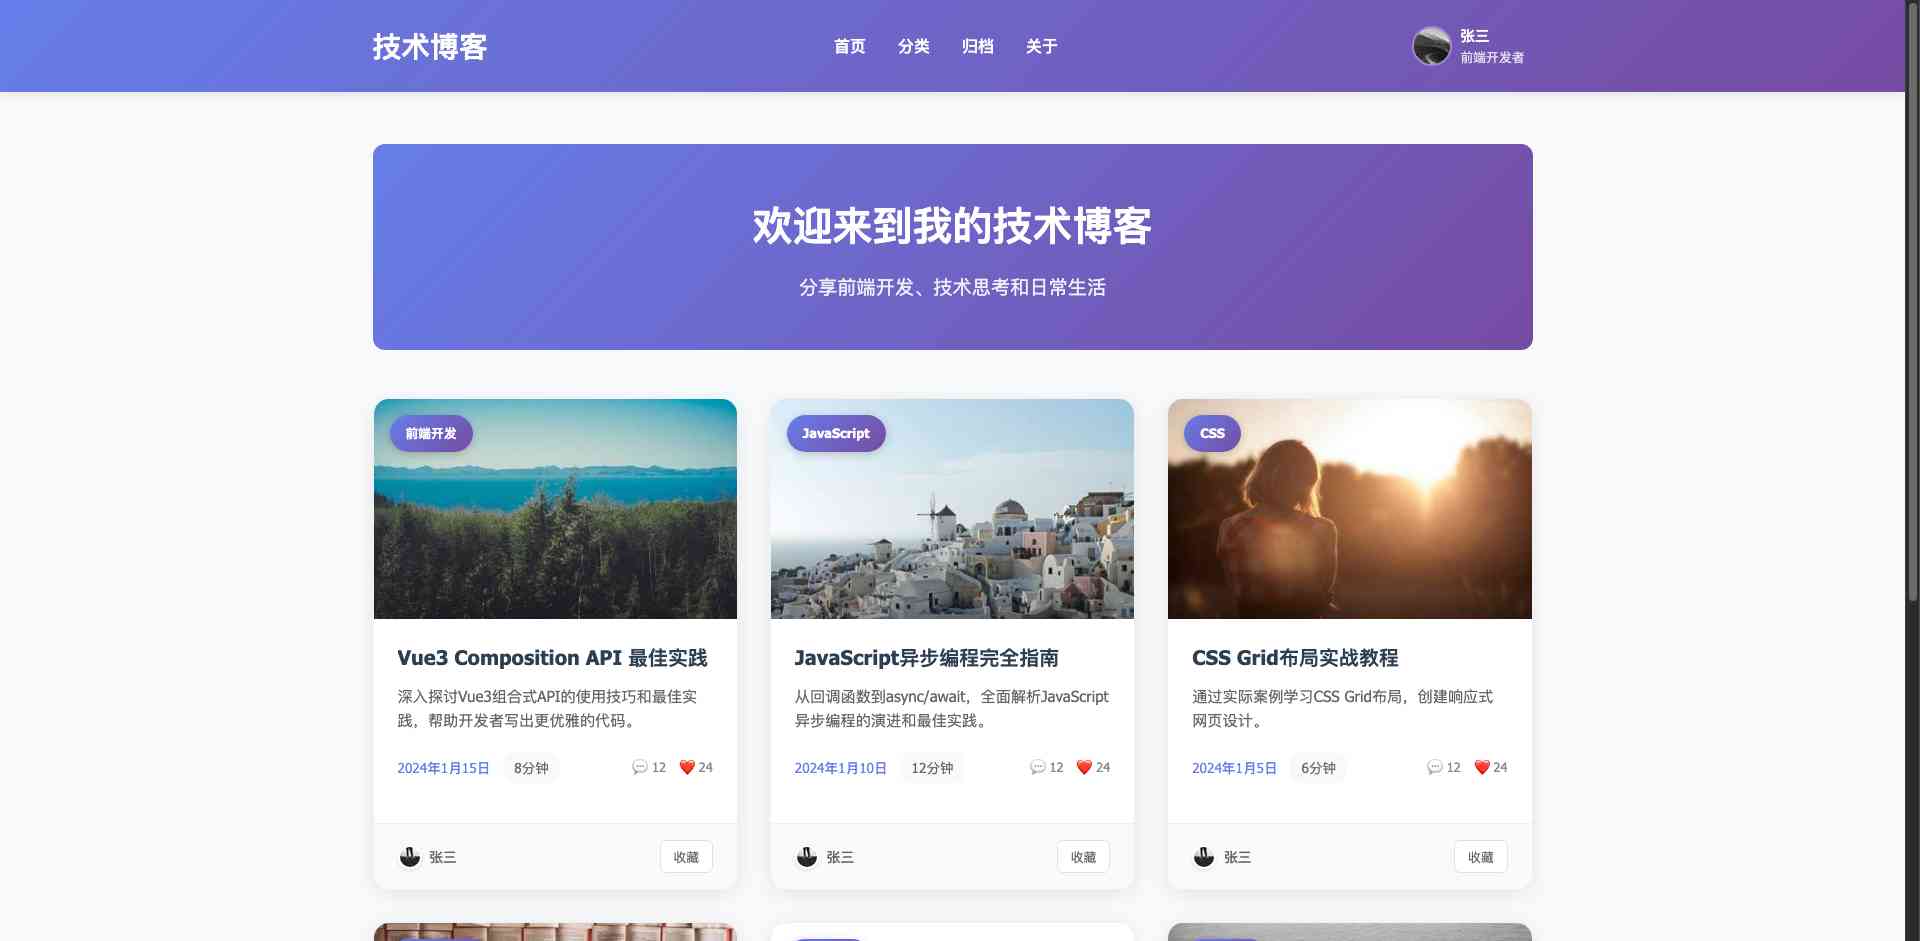 技术博客
首页 分类 归档 关于
张三
前端开发者
欢迎来到我的技术博客
分享前端开发、技术思考和日常生活
前端开发
Vue3 Composition API 最佳实践
深入探讨Vue3组合式API的使用技巧和最佳实
践，帮助开发者写出更优雅的代码。
2024年1月15日 8分钟 12 24
张三 收藏
JavaScript
JavaScript异步编程完全指南
从回调函数到async/await，全面解析JavaScript
异步编程的演进和最佳实践。
2024年1月10日 12分钟 12 24
张三 收藏
CSS
CSS Grid布局实战教程
通过实际案例学习CSS Grid布局，创建响应式
网页设计。
2024年1月5日 6分钟 12 24
张三 收藏